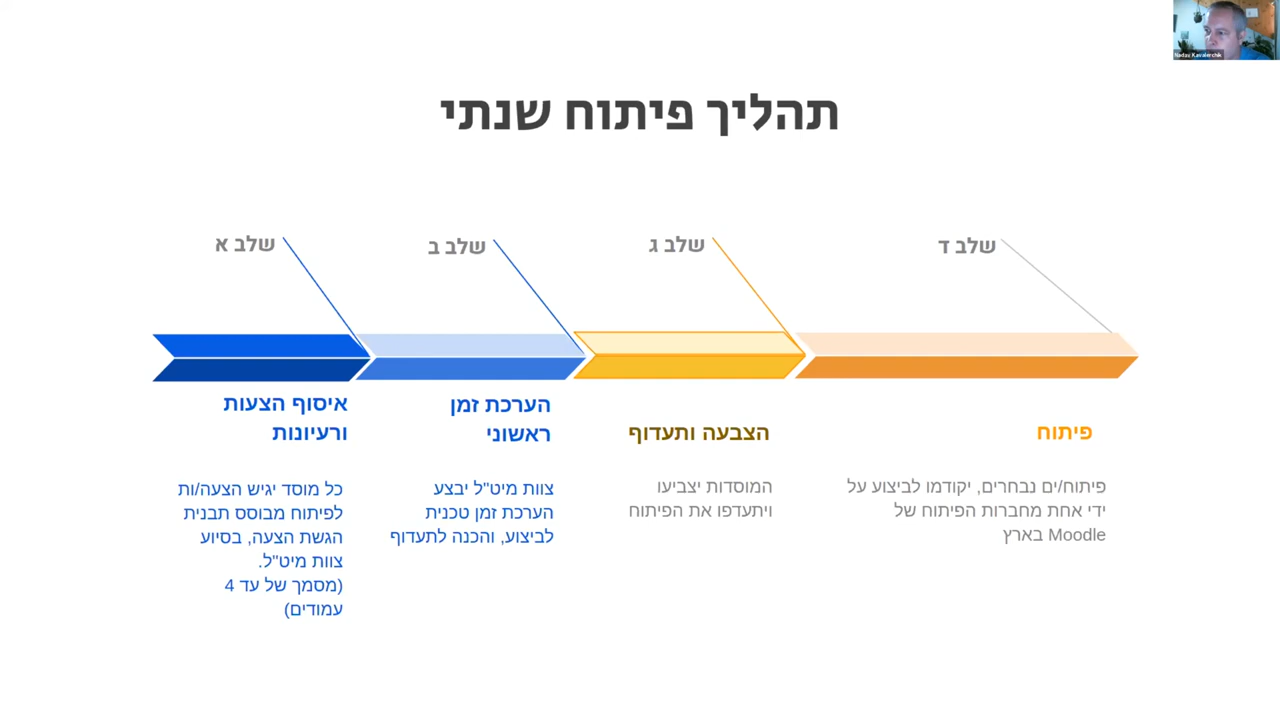 Nadav Kavalerchik
תהליך פיתוח שנתי
שלב א
איסוף הצעות
ורעיונות
כל מוסד יגיש הצעה/ות
לפיתוח מבוסס תבנית
הגשת הצעה, בסיוע
צוות מיט"ל.
(מסמך של עד 4
עמודים)
שלב ב
הערכת זמן
ראשוני
צוות מיט"ל יבצע
הערכת זמן טכנית
לביצוע, והכנה לתעדוף
שלב ג
הצבעה ותעדוף
המוסדות יצביעו
ויתעדפו את הפיתוח
שלב ד
פיתוח
פיתוח/ים נבחרים, יקודמו לביצוע על
ידי אחת מחברות הפיתוח של
Moodle בארץ